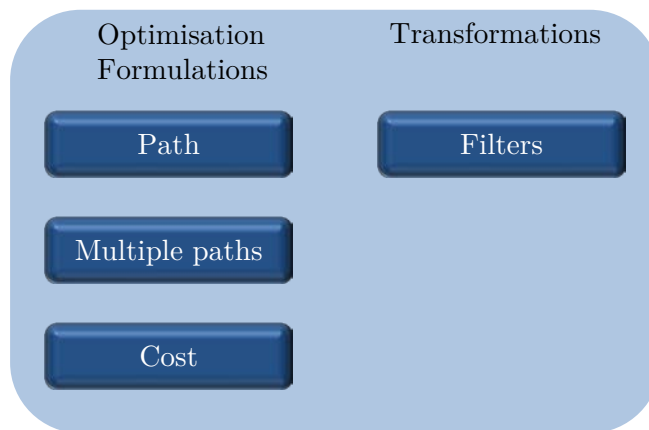 Optimisation
Formulations
Path
Multiple paths
Cost
Transformations
Filters